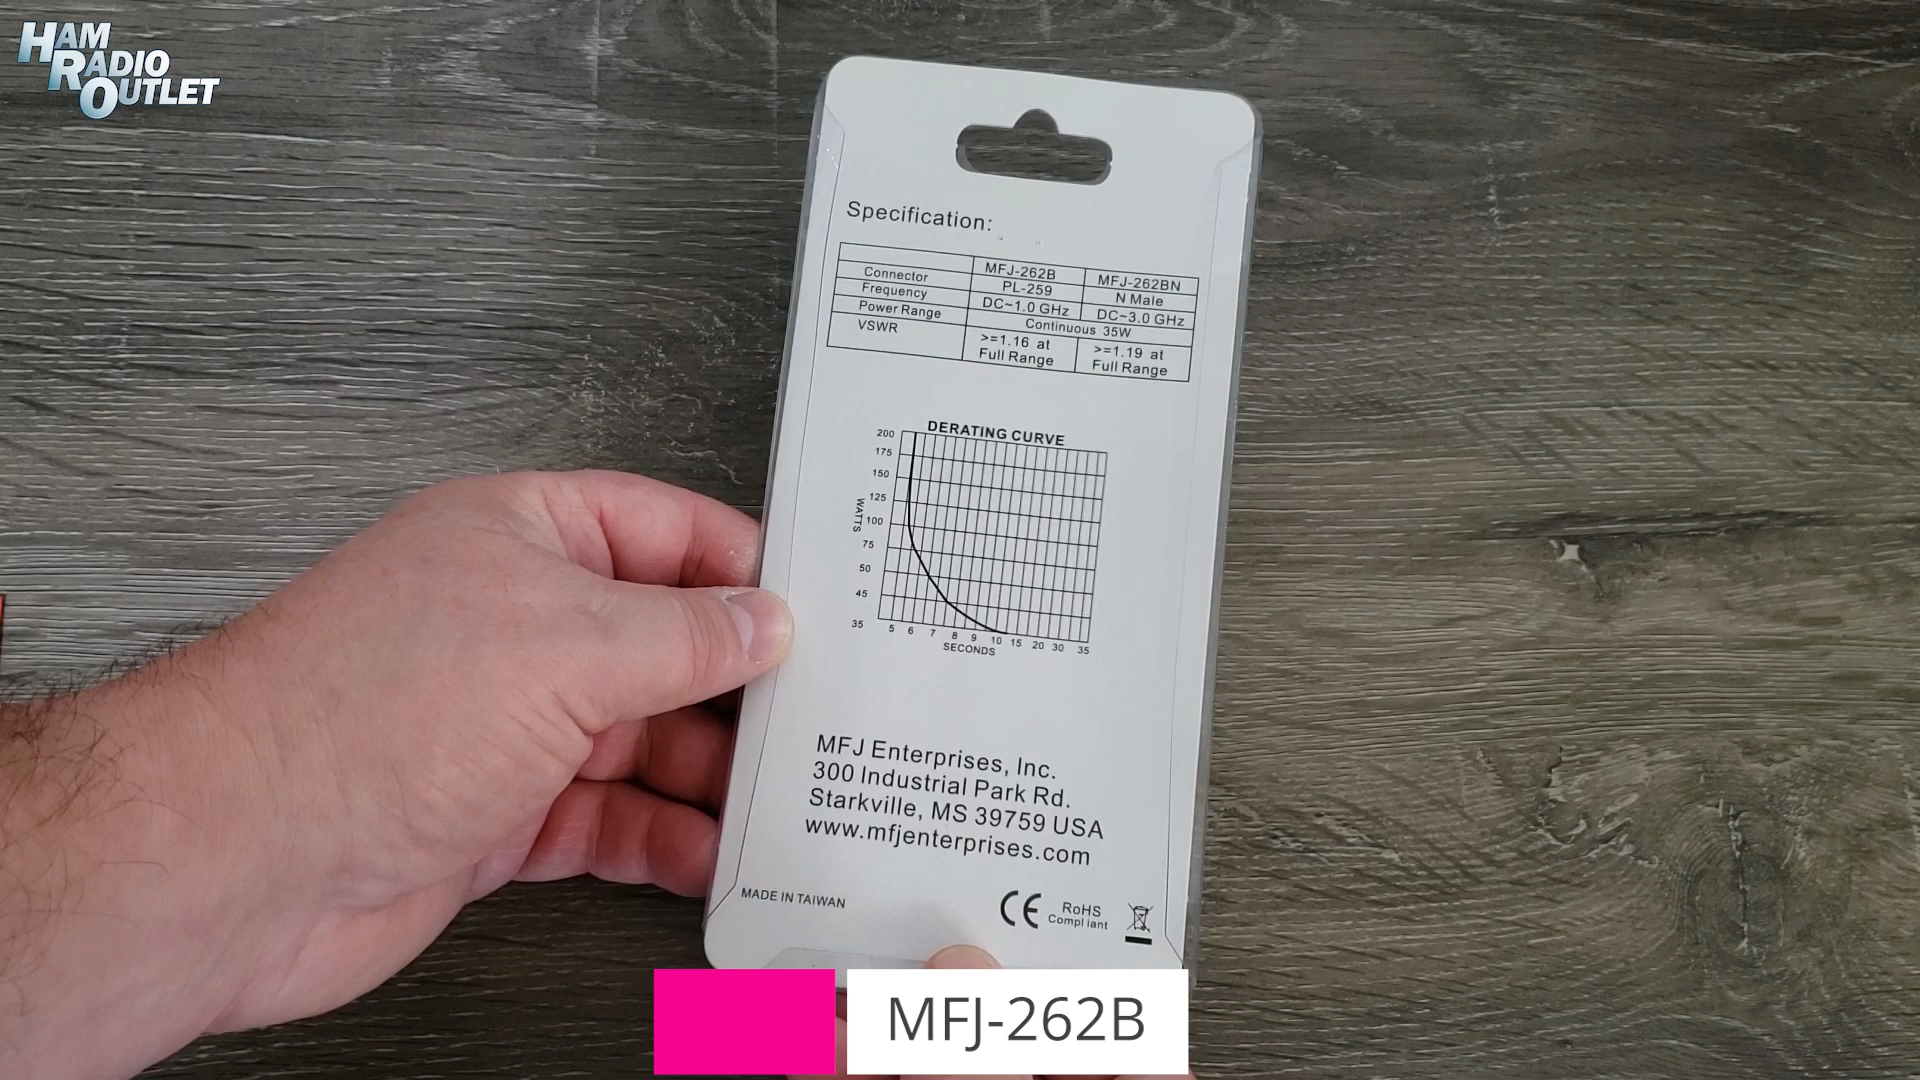 HAM
RADIO
OUTLET
Specification:
MFJ-262B MFJ-262BN
Connector PL-259 N Male
Frequency DC~1.0 GHz DC~3.0 GHz
Power Range Continuous 35W
VSWR >=1.16 at >=1.19 at
Full Range Full Range
DERATING CURVE
200
175
150
125
100
75
50
45
35
WATTS
5 6 7 8 9 10 15 20 30 35
SECONDS
MFJ Enterprises, Inc.
300 Industrial Park Rd.
Starkville, MS 39759 USA
www.mfjenterprises.com
MADE IN TAIWAN
CE
RoHS
Compliant
MFJ-262B